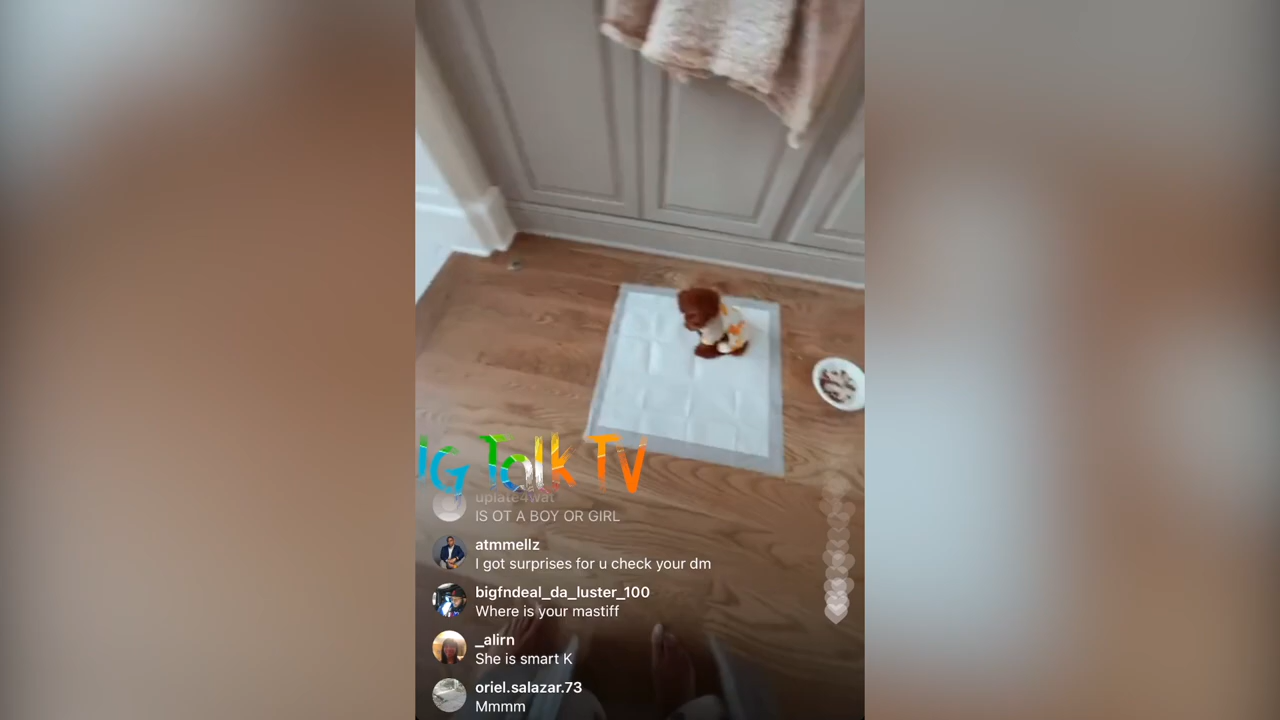 IG Talk TV
uplate4wat
IS OT A BOY OR GIRL
atmmellz
I got surprises for u check your dm
bigfndeal_da_luster_100
Where is your mastiff
_alirn
She is smart K
oriel.salazar.73
Mmmm